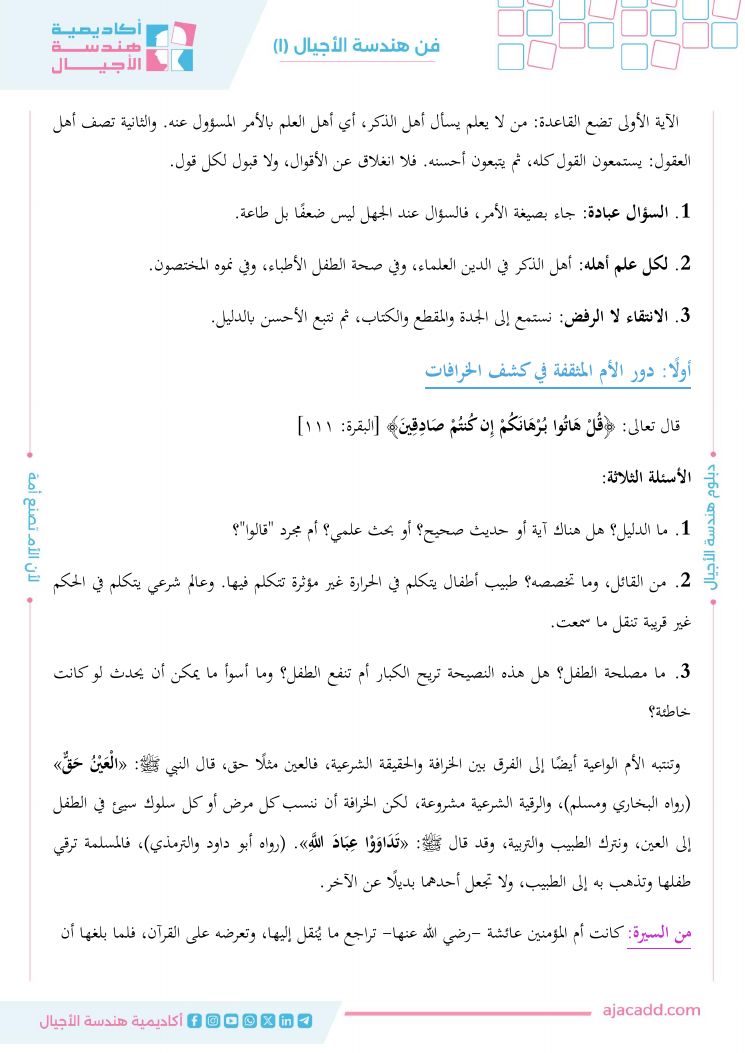 أكاديمية
هندسة
الأجيال
فن هندسة الأجيال (١)
الآية الأولى تضع القاعدة: من لا يعلم يسأل أهل الذكر، أي أهل العلم بالأمر المسؤول عنه. والثانية تصف أهل
العقول: يستمعون القول كله، ثم يتبعون أحسنه. فلا انغلاق عن الأقوال، ولا قبول لكل قول.
1. السؤال عبادة: جاء بصيغة الأمر، فالسؤال عند الجهل ليس ضعفًا بل طاعة.
2. لكل علم أهله: أهل الذكر في الدين العلماء، وفي صحة الطفل الأطباء، وفي نموه المختصون.
3. الانتقاء لا الرفض: نستمع إلى الجدة والمقطع والكتاب، ثم نتبع الأحسن بالدليل.
أولًا: دور الأم المثقفة في كشف الخرافات
قال تعالى: ﴿قُلْ هَاتُوا بُرْهَانَكُمْ إِن كُنتُمْ صَادِقِينَ﴾ [البقرة: ١١١]
الأسئلة الثلاثة:
1. ما الدليل؟ هل هناك آية أو حديث صحيح؟ أو بحث علمي؟ أم مجرد "قالوا"؟
2. من القائل، وما تخصصه؟ طبيب أطفال يتكلم في الحرارة غير مؤثرة تتكلم فيها. وعالم شرعي يتكلم في الحكم
غير قريبة تنقل ما سمعت.
3. ما مصلحة الطفل؟ هل هذه النصيحة تريح الكبار أم تنفع الطفل؟ وما أسوأ ما يمكن أن يحدث لو كانت
خاطئة؟
وتنتبه الأم الواعية أيضًا إلى الفرق بين الخرافة والحقيقة الشرعية، فالعين مثلًا حق، قال النبي ﷺ: «الْعَيْنُ حَقٌّ»
(رواه البخاري ومسلم)، والرقية الشرعية مشروعة، لكن الخرافة أن ننسب كل مرض أو كل سلوك سيئ في الطفل
إلى العين، ونترك الطبيب والتربية، وقد قال ﷺ: «تَدَاوَوْا عِبَادَ اللَّهِ». (رواه أبو داود والترمذي)، فالمسلمة ترقي
طفلها وتذهب به إلى الطبيب، ولا تجعل أحدهما بديلًا عن الآخر.
من السيرة: كانت أم المؤمنين عائشة -رضي الله عنها- تراجع ما يُنقل إليها، وتعرضه على القرآن، فلما بلغها أن
دبلوم هندسة الأجيال
لأن الأم تصنع أمة
أكاديمية هندسة الأجيال
ajacadd.com